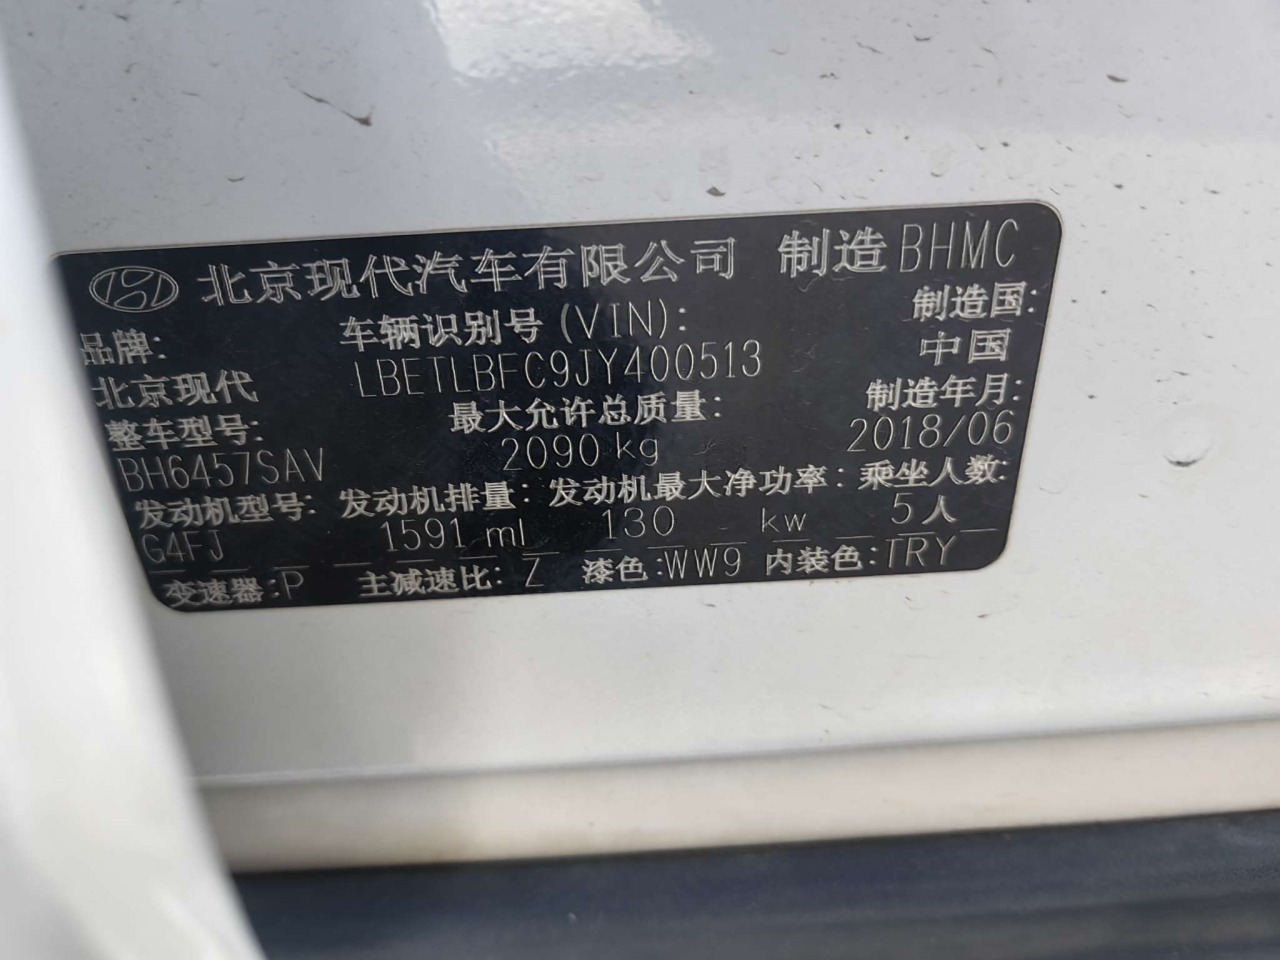 北京现代汽车有限公司 制造 BHMC
品牌: 车辆识别号(VIN): 制造国:
北京现代 LBETLBFC9JY400513 中国
整车型号: 最大允许总质量: 制造年月:
BH6457SAV 2090 kg 2018/06
发动机型号: 发动机排量: 发动机最大净功率: 乘坐人数:
G4FJ 1591 ml 130 kw 5人
变速器:P 主减速比: Z 漆色:WW9 内装色:TRY